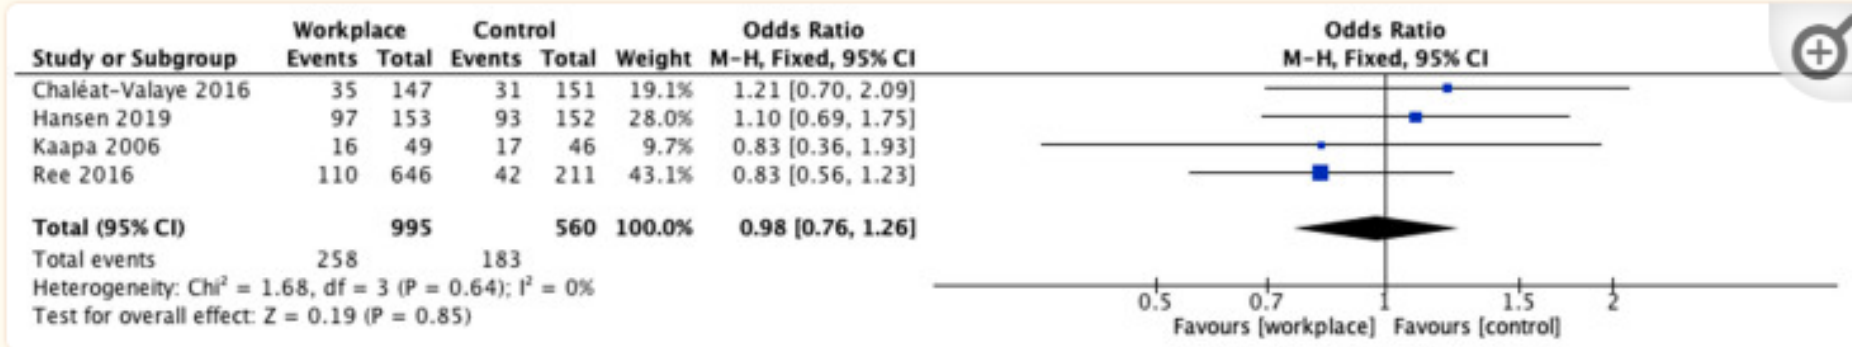 Workplace Control Odds Ratio Odds Ratio
Study or Subgroup Events Total Events Total Weight M-H, Fixed, 95% CI M-H, Fixed, 95% CI
Chaléat-Valaye 2016 35 147 31 151 19.1% 1.21 [0.70, 2.09]
Hansen 2019 97 153 93 152 28.0% 1.10 [0.69, 1.75]
Kaapa 2006 16 49 17 46 9.7% 0.83 [0.36, 1.93]
Ree 2016 110 646 42 211 43.1% 0.83 [0.56, 1.23]
Total (95% CI) 995 560 100.0% 0.98 [0.76, 1.26]
Total events 258 183
Heterogeneity: Chi² = 1.68, df = 3 (P = 0.64); I² = 0%
Test for overall effect: Z = 0.19 (P = 0.85)
0.5 0.7 1 1.5 2
Favours [workplace] Favours [control]